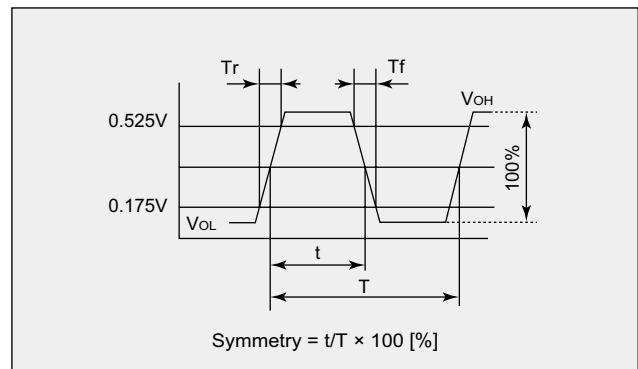 Tr
Tf
VOH
0.525V
100%
0.175V
VOL
t
T
Symmetry = t/T × 100 [%]